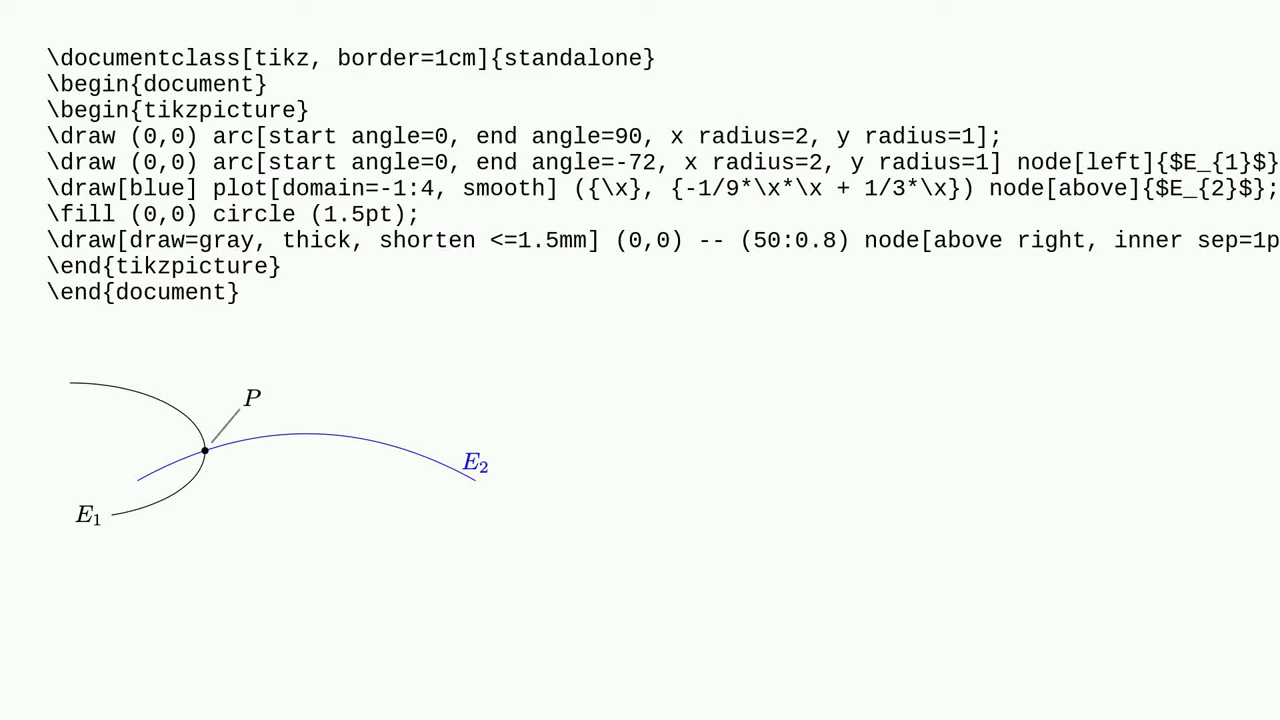 \documentclass[tikz, border=1cm]{standalone}
\begin{document}
\begin{tikzpicture}
\draw (0,0) arc[start angle=0, end angle=90, x radius=2, y radius=1];
\draw (0,0) arc[start angle=0, end angle=-72, x radius=2, y radius=1] node[left]{$E_{1}$}
\draw[blue] plot[domain=-1:4, smooth] ({\x}, {-1/9*\x*\x + 1/3*\x}) node[above]{$E_{2}$};
\fill (0,0) circle (1.5pt);
\draw[draw=gray, thick, shorten <=1.5mm] (0,0) -- (50:0.8) node[above right, inner sep=1p
\end{tikzpicture}
\end{document}
P
E₂
E₁